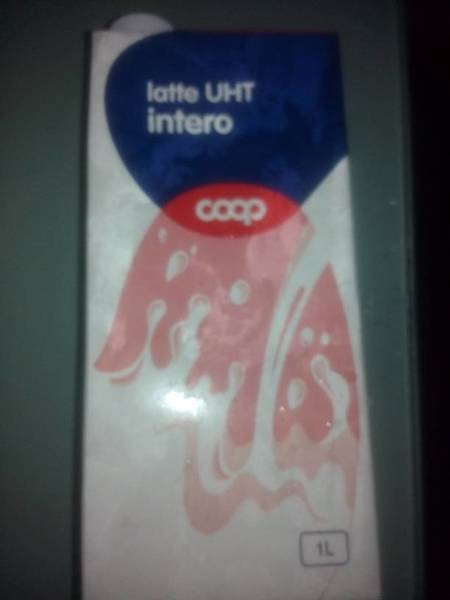 latte UHT
intero
coop
1L